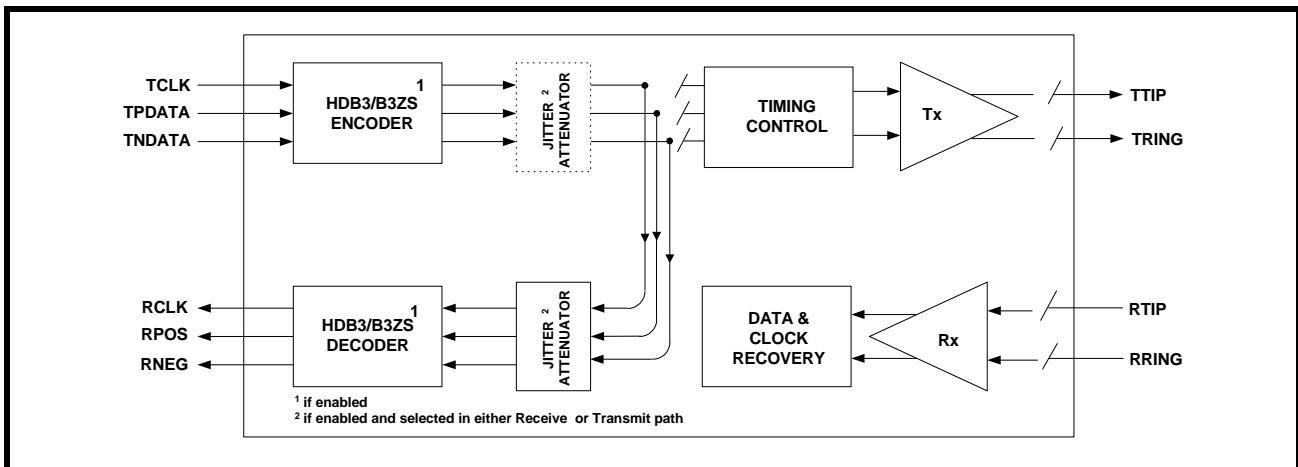 TCLK
TPDATA
TNDATA
HDB3/B3ZS 1
ENCODER
JITTER 2
ATTENUATOR
TIMING
CONTROL
Tx
TTIP
TRING
RCLK
RPOS
RNEG
HDB3/B3ZS 1
DECODER
JITTER 2
ATTENUATOR
DATA &
CLOCK
RECOVERY
Rx
RTIP
RRING
1 if enabled
2 if enabled and selected in either Receive or Transmit path